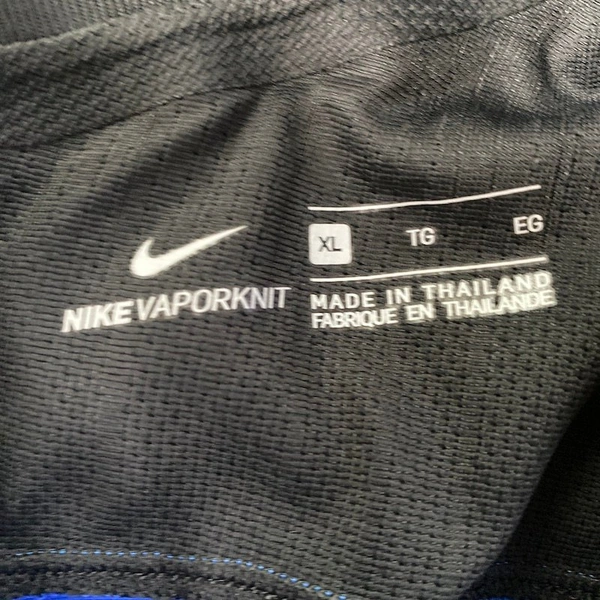 NIKEVAPORKNIT
XL TG EG
MADE IN THAILAND
FABRIQUE EN THAILANDE